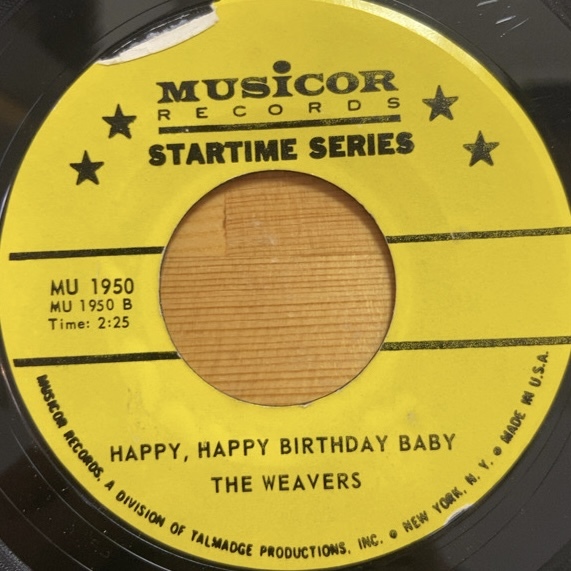 MUSICOR
RECORDS
STARTIME SERIES
MU 1950
MU 1950 B
Time: 2:25
HAPPY, HAPPY BIRTHDAY BABY
THE WEAVERS
MUSICOR RECORDS, A DIVISION OF TALMADGE PRODUCTIONS, INC. ● NEW YORK, N. Y. ● MADE IN U.S.A.